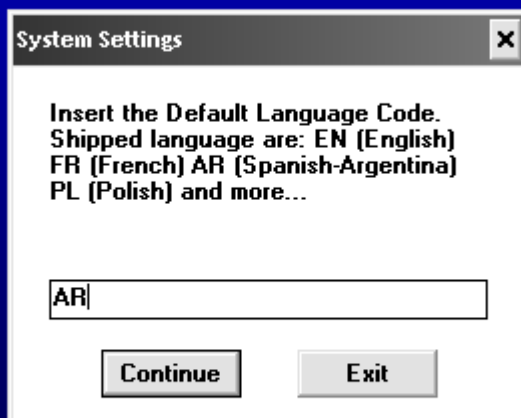 System Settings
Insert the Default Language Code.
Shipped language are: EN (English)
FR (French) AR (Spanish-Argentina)
PL (Polish) and more...
AR
Continue
Exit